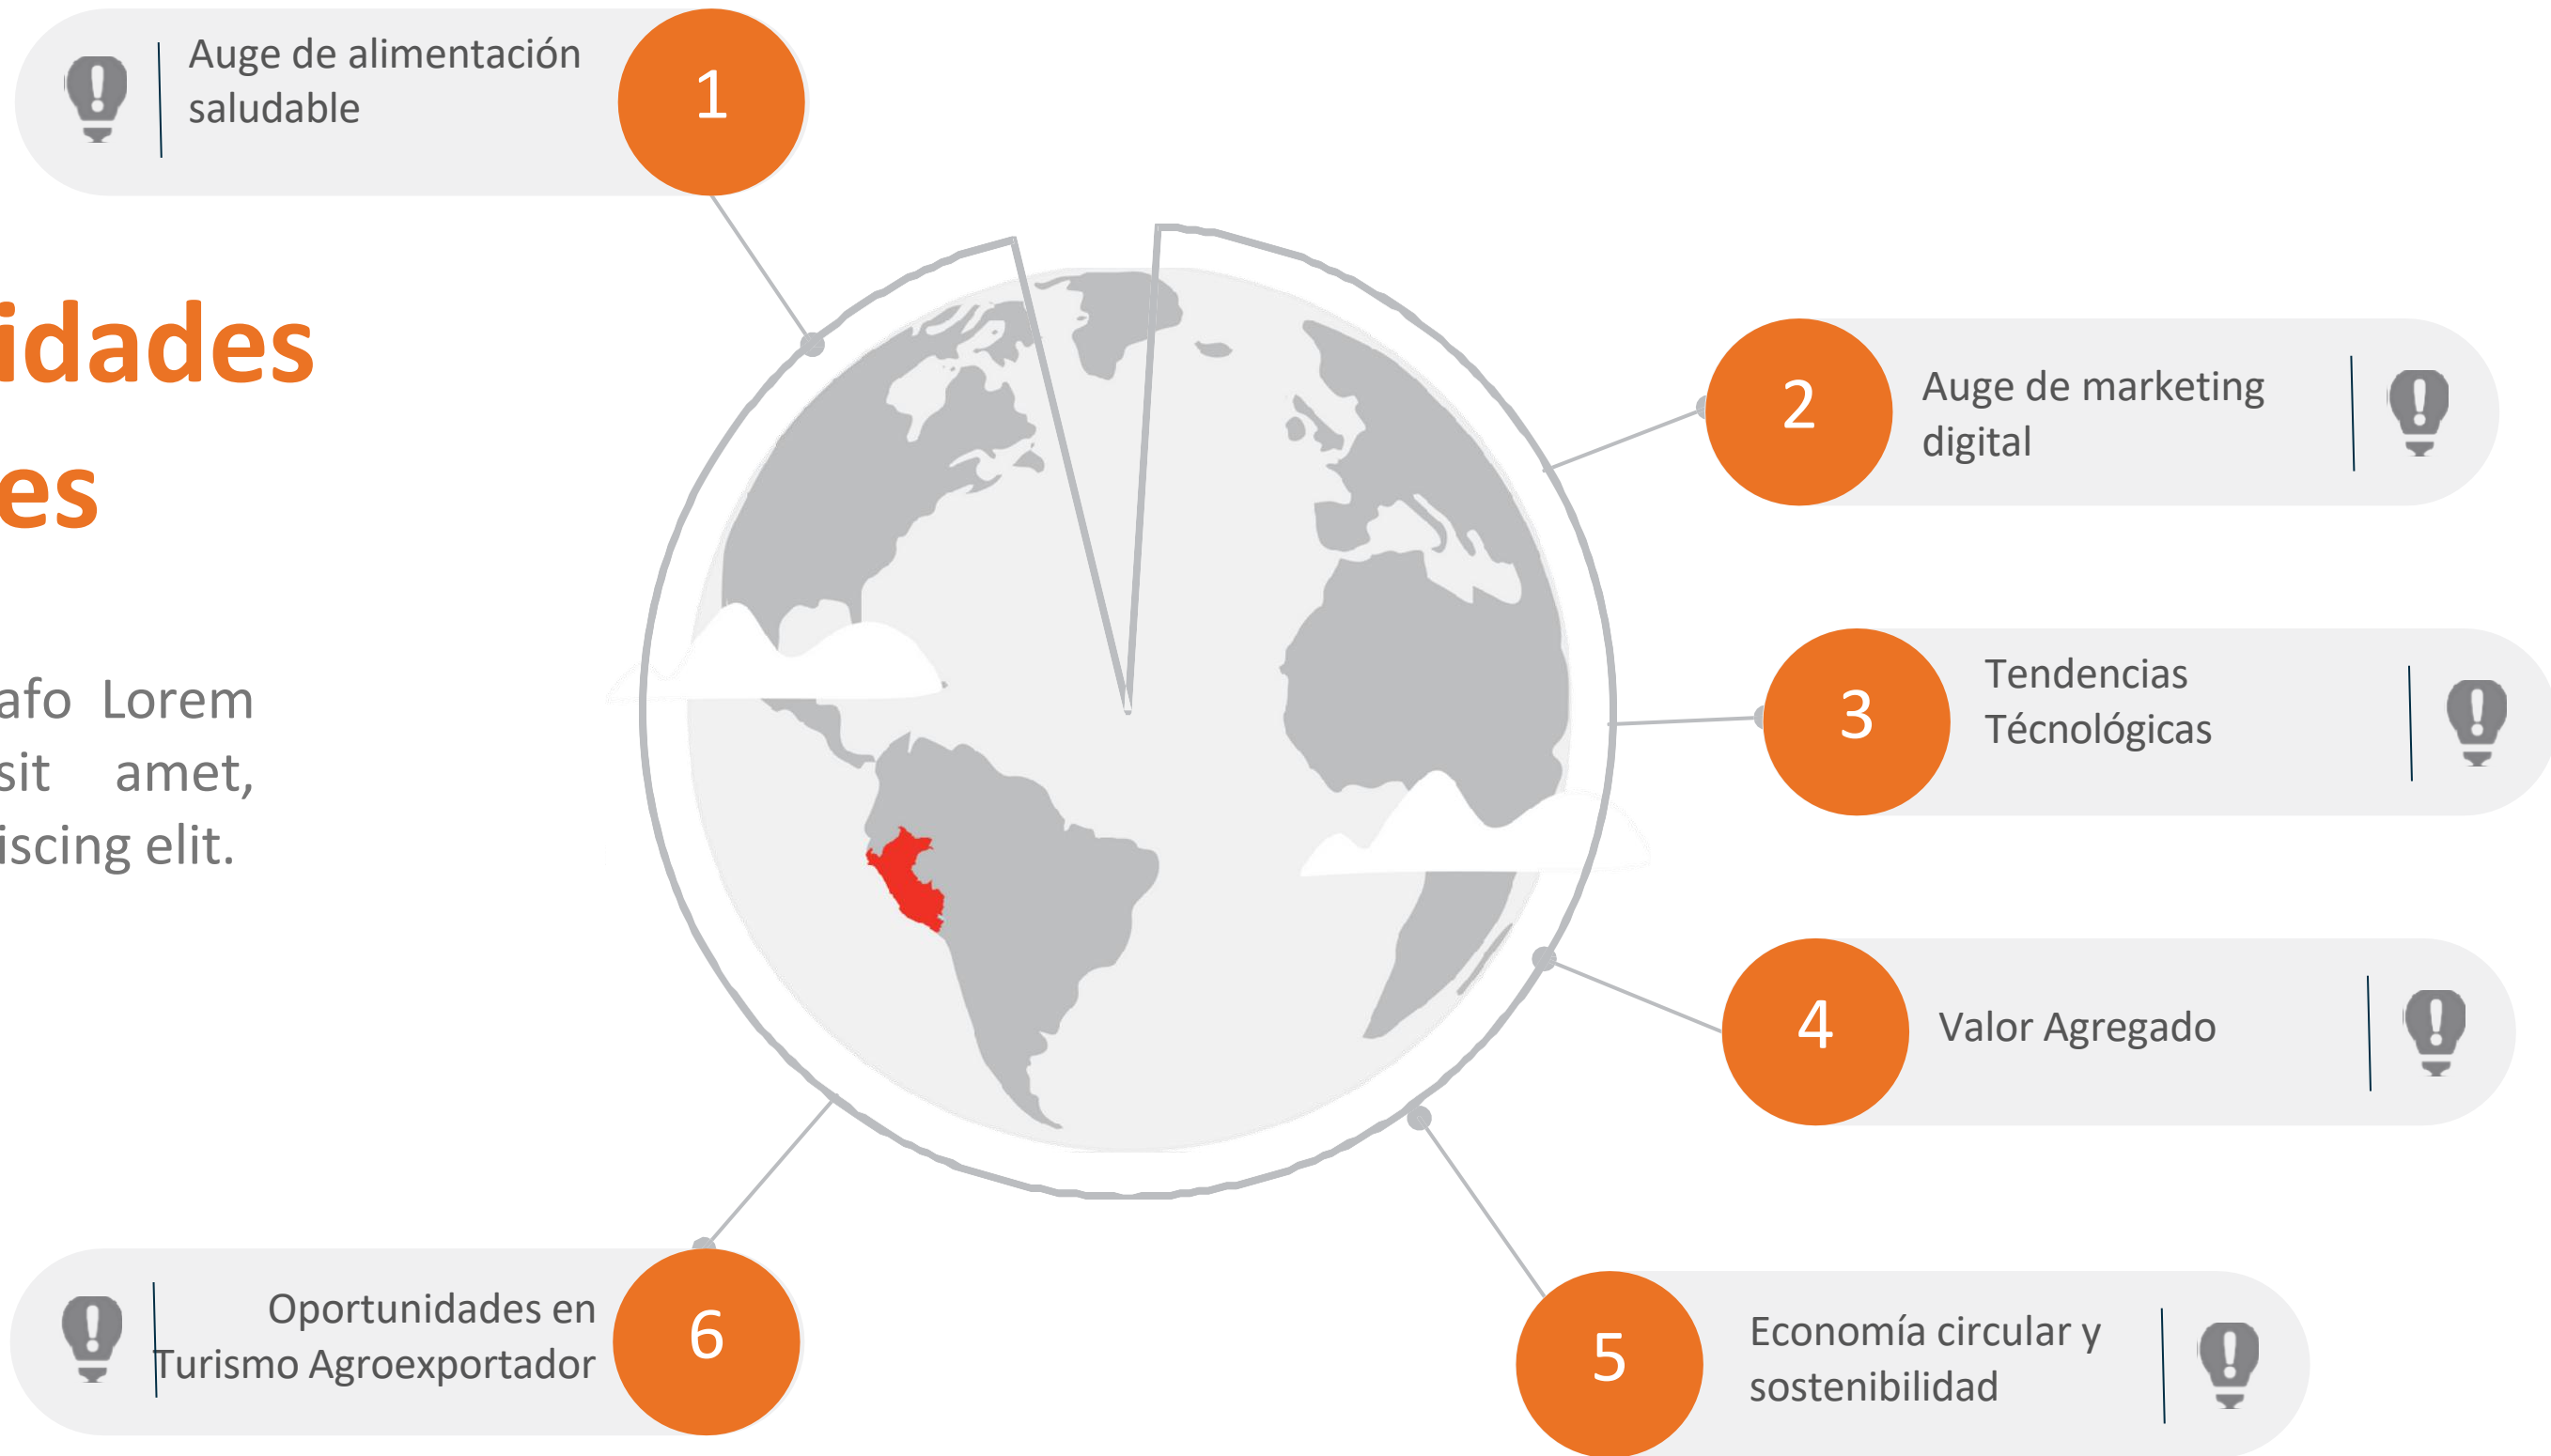 Auge de alimentación
saludable
1
idades
es
afo Lorem
sit amet,
iscing elit.
2
Auge de marketing
digital
3
Tendencias
Técnológicas
4
Valor Agregado
5
Economía circular y
sostenibilidad
6
Oportunidades en
Turismo Agroexportador